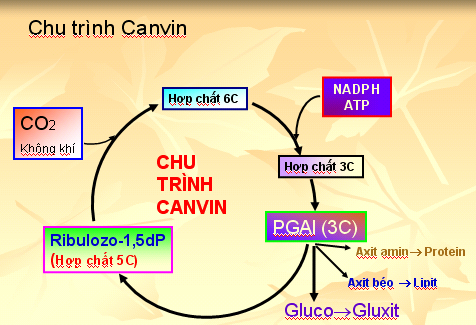 Chu trình Canvin
Hợp chất 6C
NADPH
ATP
CO2
Không khí
Hợp chất 3C
CHU
TRÌNH
CANVIN
PGAl (3C)
Ribulozo-1,5dP
(Hợp chất 5C)
Axit amin→Protein
Axit béo→Lipit
Gluco→Gluxit